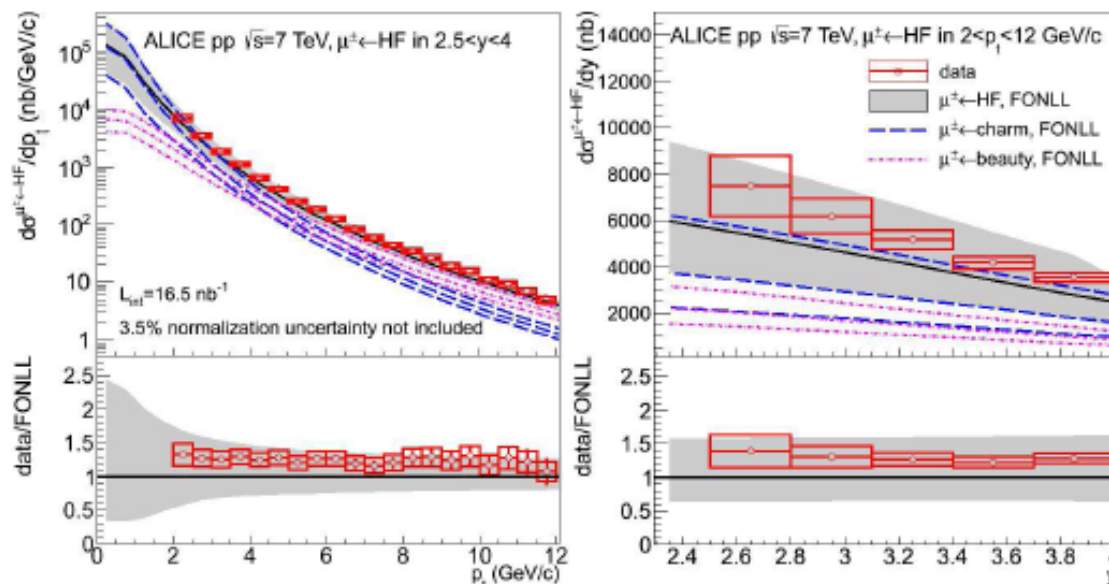 ALICE pp √s=7 TeV, μ±←HF in 2.5<y<4
dσ^μ±←HF/dp_t (nb/GeV/c)
10⁵
10⁴
10³
10²
10
1
L_int=16.5 nb⁻¹
3.5% normalization uncertainty not included
data/FONLL
2.5
2
1.5
1
0.5
0
0 2 4 6 8 10 12
p_t (GeV/c)
ALICE pp √s=7 TeV, μ±←HF in 2<p_t<12 GeV/c
dσ^μ±←HF/dy (nb)
14000
12000
10000
8000
6000
4000
2000
data
μ±←HF, FONLL
μ±←charm, FONLL
μ±←beauty, FONLL
data/FONLL
2.5
2
1.5
1
0.5
0
2.4 2.6 2.8 3 3.2 3.4 3.6 3.8